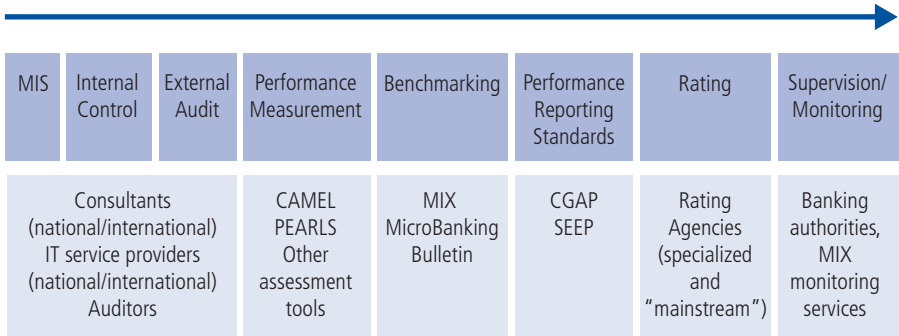 MIS
Internal
Control
External
Audit
Performance
Measurement
Benchmarking
Performance
Reporting
Standards
Rating
Supervision/
Monitoring
Consultants
(national/international)
IT service providers
(national/international)
Auditors
CAMEL
PEARLS
Other
assessment
tools
MIX
MicroBanking
Bulletin
CGAP
SEEP
Rating
Agencies
(specialized
and
“mainstream”)
Banking
authorities,
MIX
monitoring
services